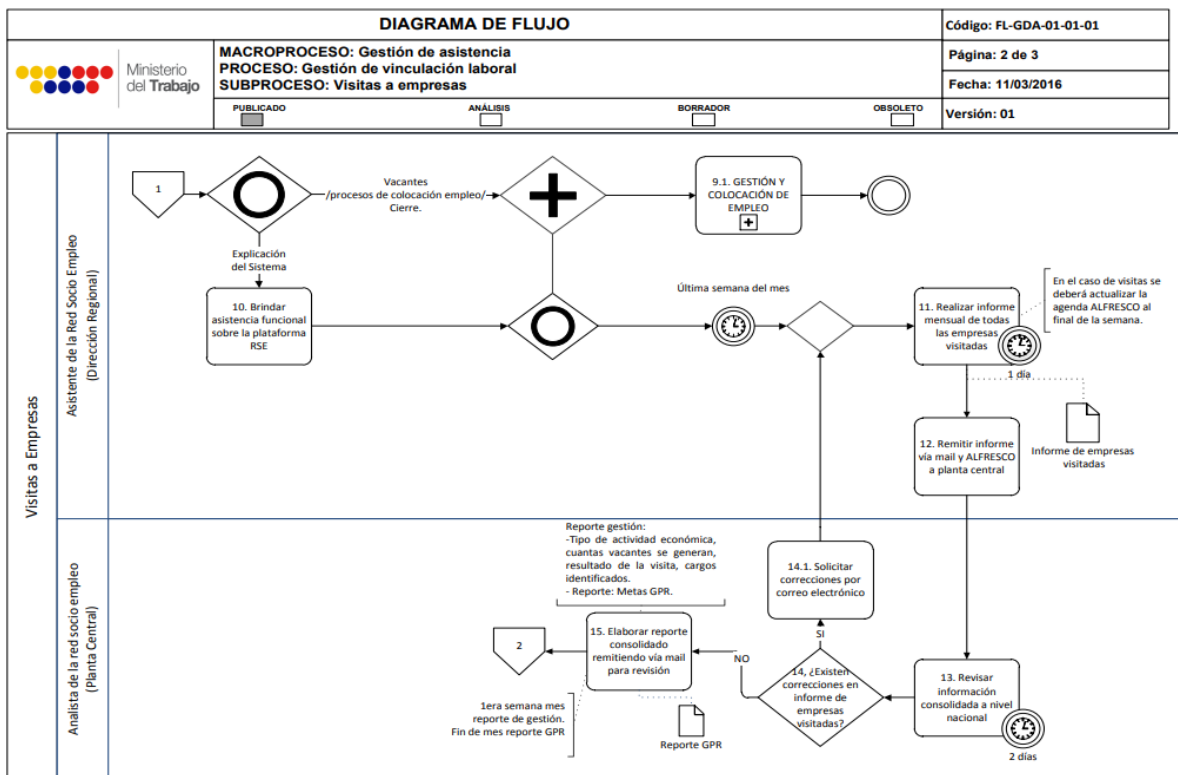 DIAGRAMA DE FLUJO
Código: FL-GDA-01-01-01
Ministerio
del Trabajo
MACROPROCESO: Gestión de asistencia
PROCESO: Gestión de vinculación laboral
SUBPROCESO: Visitas a empresas
Página: 2 de 3
Fecha: 11/03/2016
PUBLICADO
ANÁLISIS
BORRADOR
OBSOLETO
Versión: 01
Visitas a Empresas
Asistente de la Red Socio Empleo
(Dirección Regional)
1
Vacantes
/procesos de colocación empleo/
Cierre.
9.1. GESTIÓN Y
COLOCACIÓN DE
EMPLEO
Explicación
del Sistema
10. Brindar
asistencia funcional
sobre la plataforma
RSE
Última semana del mes
11. Realizar informe
mensual de todas
las empresas
visitadas
1 día
En el caso de visitas se
deberá actualizar la
agenda ALFRESCO al
final de la semana.
12. Remitir informe
vía mail y ALFRESCO
a planta central
Informe de empresas
visitadas
Analista de la red socio empleo
(Planta Central)
Reporte gestión:
-Tipo de actividad económica,
cuantas vacantes se generan,
resultado de la visita, cargos
identificados.
- Reporte: Metas GPR.
14.1. Solicitar
correcciones por
correo electrónico
SI
2
15. Elaborar reporte
consolidado
remitiendo vía mail
para revisión
NO
14, ¿Existen
correcciones en
informe de
empresas
visitadas?
13. Revisar
información
consolidada a nivel
nacional
2 días
1era semana mes
reporte de gestión.
Fin de mes reporte GPR
Reporte GPR